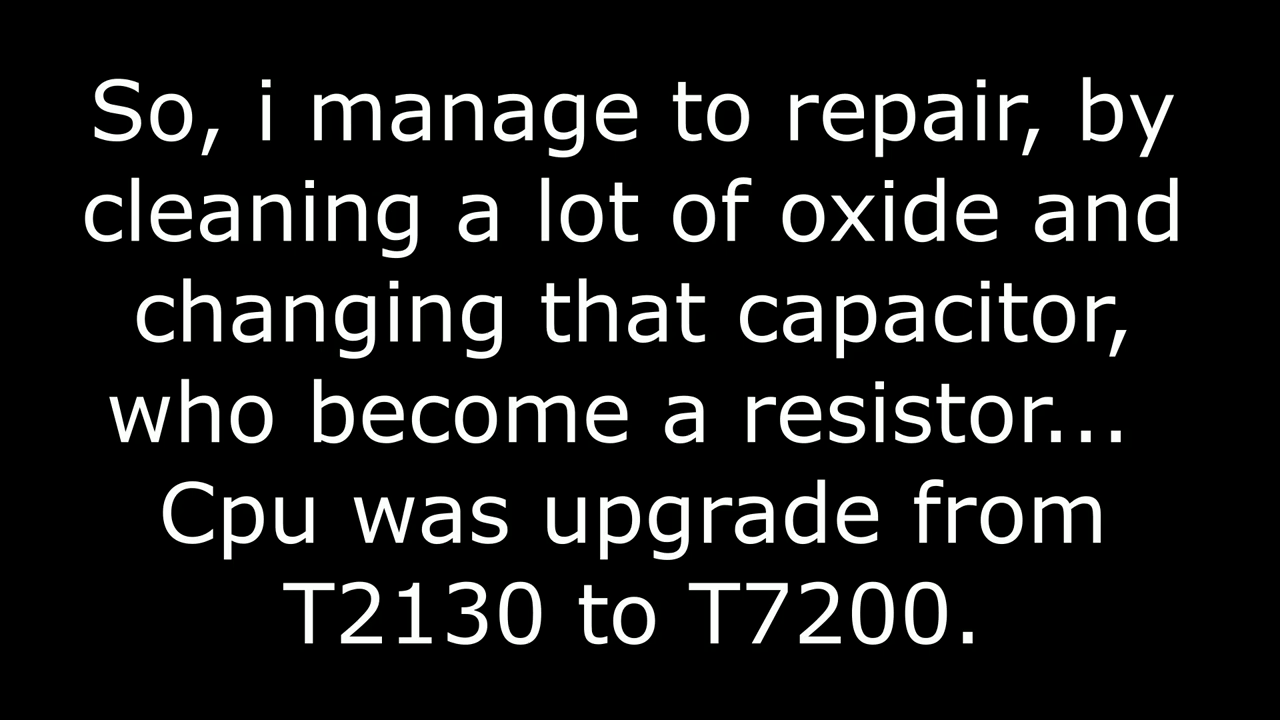 So, i manage to repair, by
cleaning a lot of oxide and
changing that capacitor,
who become a resistor...
Cpu was upgrade from
T2130 to T7200.